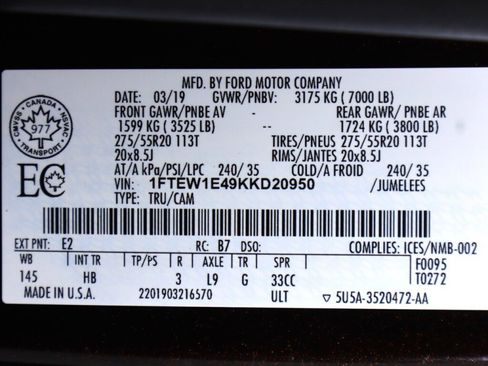 MFD. BY FORD MOTOR COMPANY
DATE: 03/19 GVWR/PNBV: 3175 KG ( 7000 LB)
FRONT GAWR/ PNBE AV -- REAR GAWR/ PNBE AR
1599 KG ( 3525 LB) -- 1724 KG ( 3800 LB)
275/55R20 113T TIRES/PNEUS 275/55R20 113T
20x8.5J RIMS/JANTES 20x8.5J
AT/A kPa/PSI/LPC 240/ 35 COLD/A FROID 240/ 35
VIN: 1FTEW1E49KKD20950 /JUMELEES
TYPE: TRU/CAM
CANADA
CMVSS 977 NSVAC
TRANSPORT
EC
EXT PNT: E2 RC: B7 DSO: COMPLIES: ICES/NMB-002
WB INT TR TP/PS R AXLE TR SPR F0095
145 HB 3 L9 G 33CC T0272
MADE IN U.S.A. 2201903216570 ULT ▽ 5U5A-3520472-AA